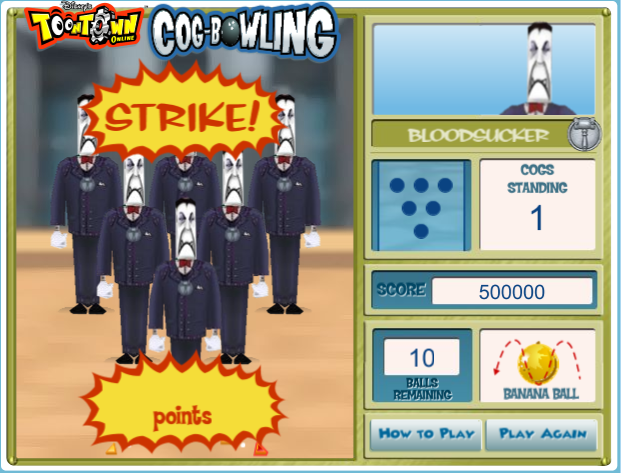 Disney's
TOONTOWN
ONLINE
COG-BOWLING
STRIKE!
points
BLOODSUCKER
COGS
STANDING
1
SCORE 500000
10
BALLS
REMAINING
BANANA BALL
HOW TO PLAY
PLAY AGAIN